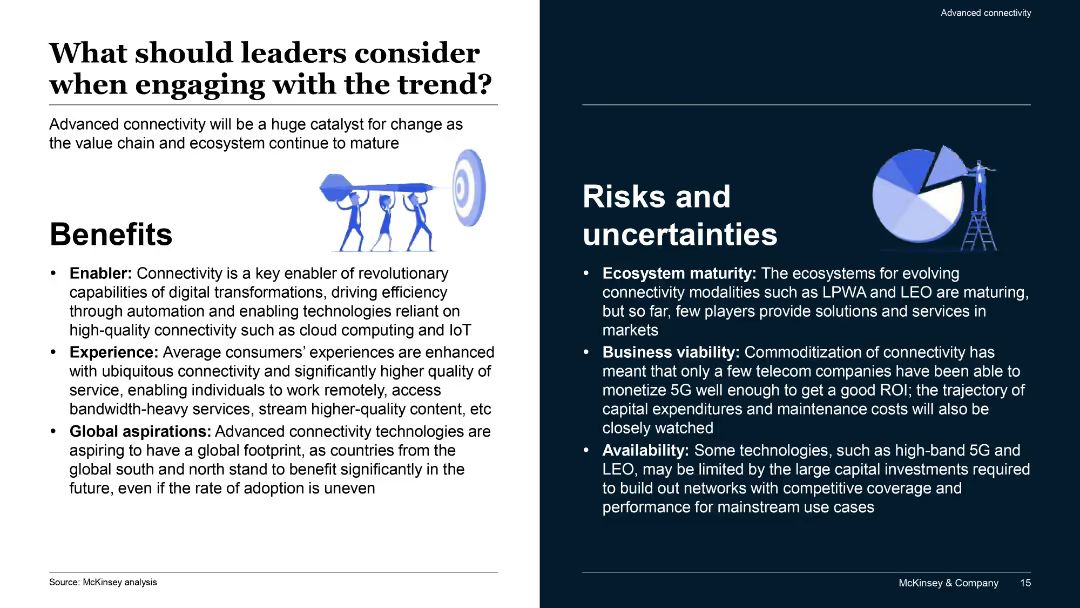 Advanced connectivity
What should leaders consider
when engaging with the trend?
Advanced connectivity will be a huge catalyst for change as
the value chain and ecosystem continue to mature
Benefits
• Enabler: Connectivity is a key enabler of revolutionary
capabilities of digital transformations, driving efficiency
through automation and enabling technologies reliant on
high-quality connectivity such as cloud computing and IoT
• Experience: Average consumers’ experiences are enhanced
with ubiquitous connectivity and significantly higher quality of
service, enabling individuals to work remotely, access
bandwidth-heavy services, stream higher-quality content, etc
• Global aspirations: Advanced connectivity technologies are
aspiring to have a global footprint, as countries from the
global south and north stand to benefit significantly in the
future, even if the rate of adoption is uneven
Risks and
uncertainties
• Ecosystem maturity: The ecosystems for evolving
connectivity modalities such as LPWA and LEO are maturing,
but so far, few players provide solutions and services in
markets
• Business viability: Commoditization of connectivity has
meant that only a few telecom companies have been able to
monetize 5G well enough to get a good ROI; the trajectory of
capital expenditures and maintenance costs will also be
closely watched
• Availability: Some technologies, such as high-band 5G and
LEO, may be limited by the large capital investments required
to build out networks with competitive coverage and
performance for mainstream use cases
Source: McKinsey analysis
McKinsey & Company 15